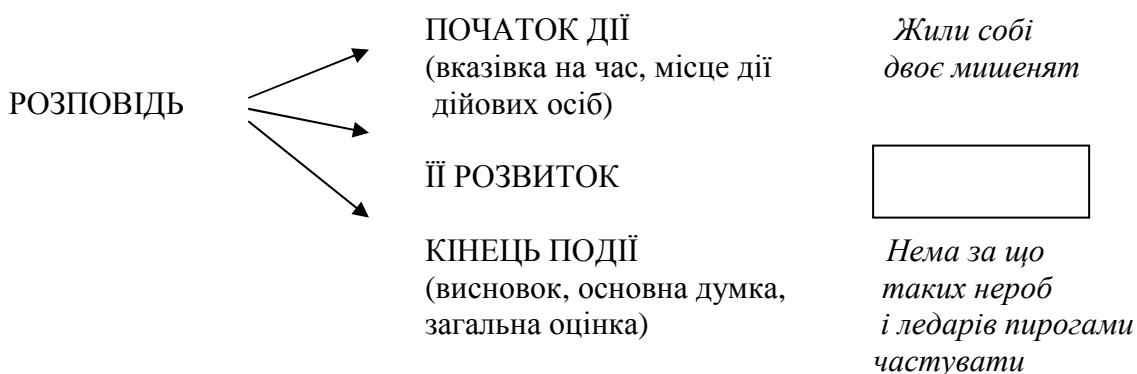 РОЗПОВІДЬ
ПОЧАТОК ДІЇ
(вказівка на час, місце дії
дійових осіб)
Жили собі
двоє мишенят
ЇЇ РОЗВИТОК
КІНЕЦЬ ПОДІЇ
(висновок, основна думка,
загальна оцінка)
Нема за що
таких нероб
і ледарів пирогами
частувати